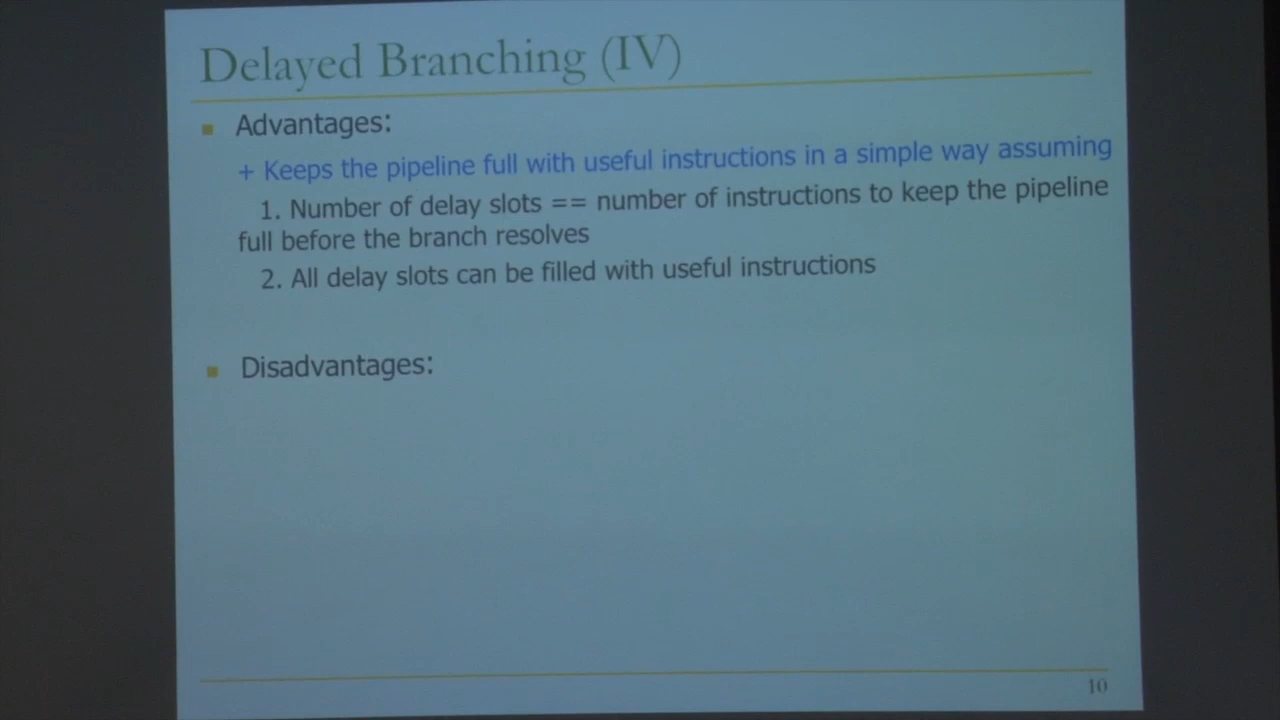 Delayed Branching (IV)
Advantages:
+ Keeps the pipeline full with useful instructions in a simple way assuming
1. Number of delay slots == number of instructions to keep the pipeline
full before the branch resolves
2. All delay slots can be filled with useful instructions
Disadvantages:
10